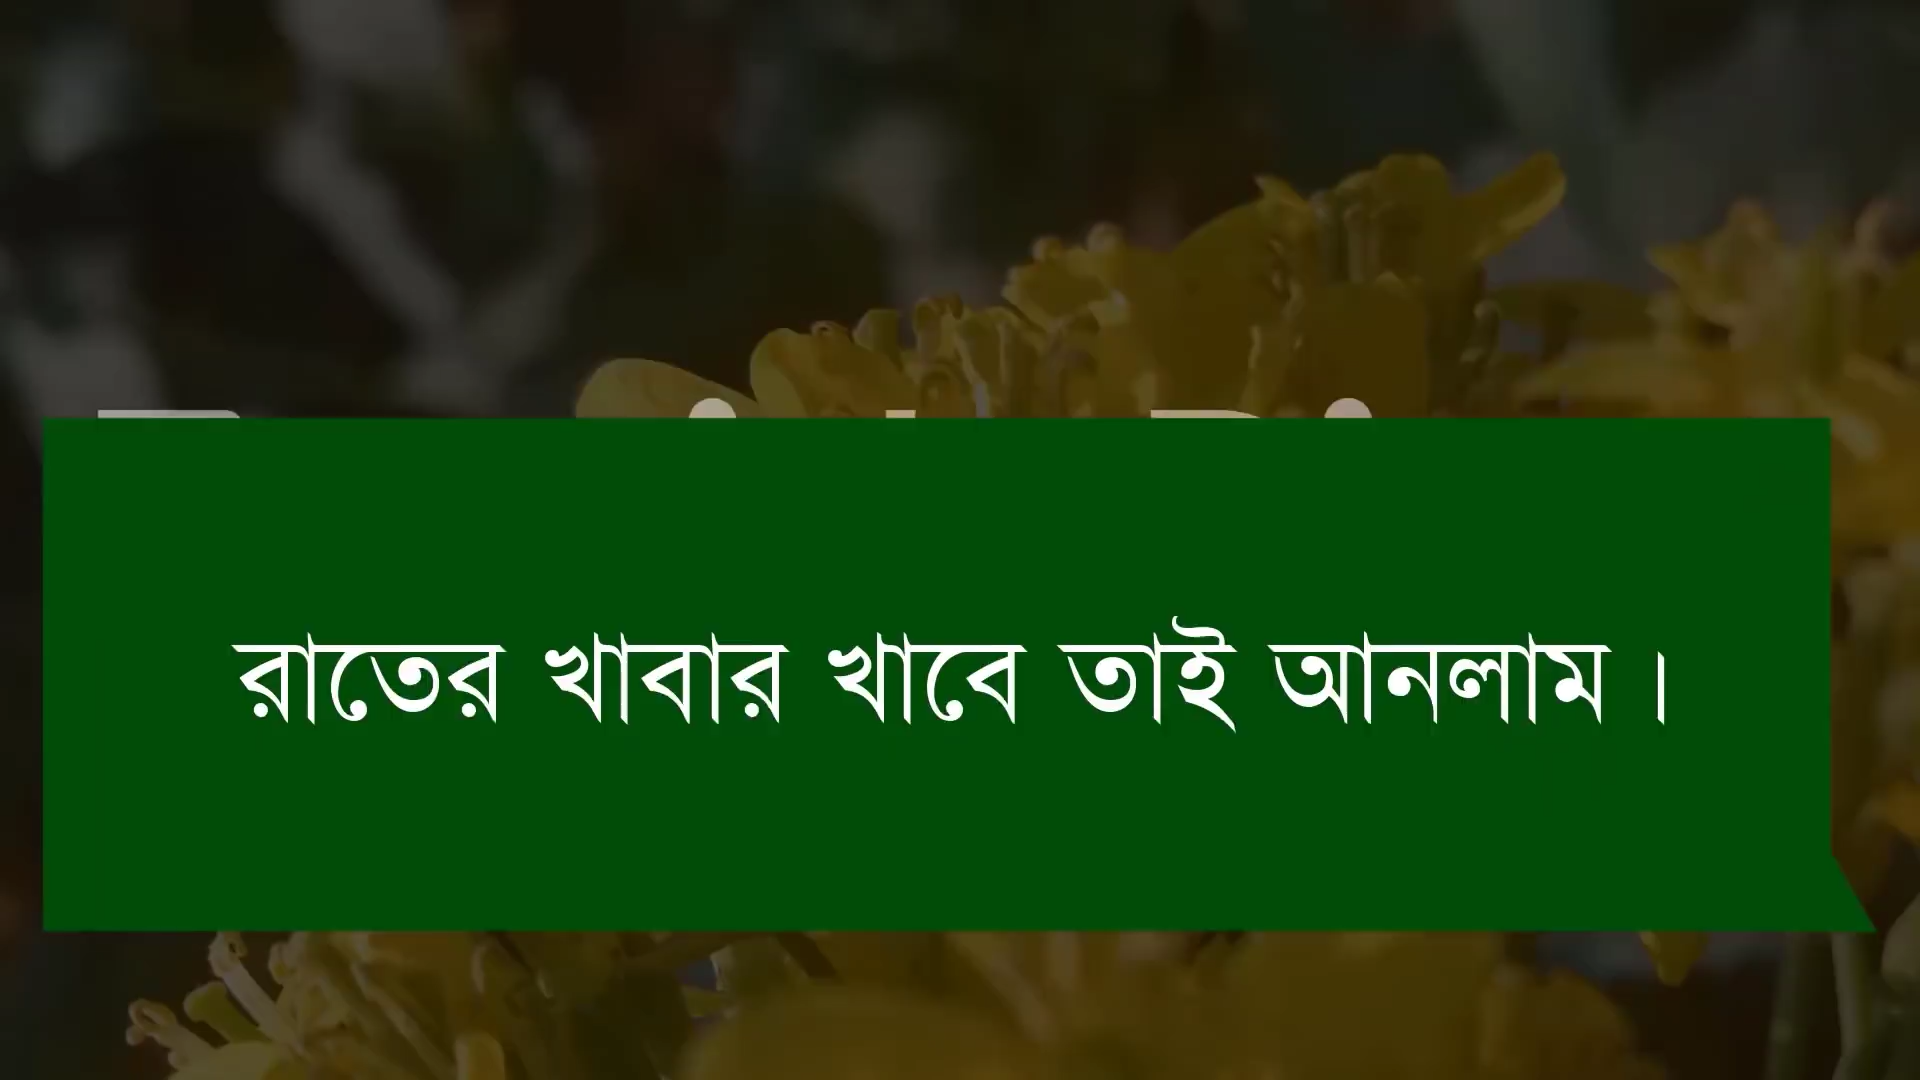 রাতের খাবার খাবে তাই আনলাম ।